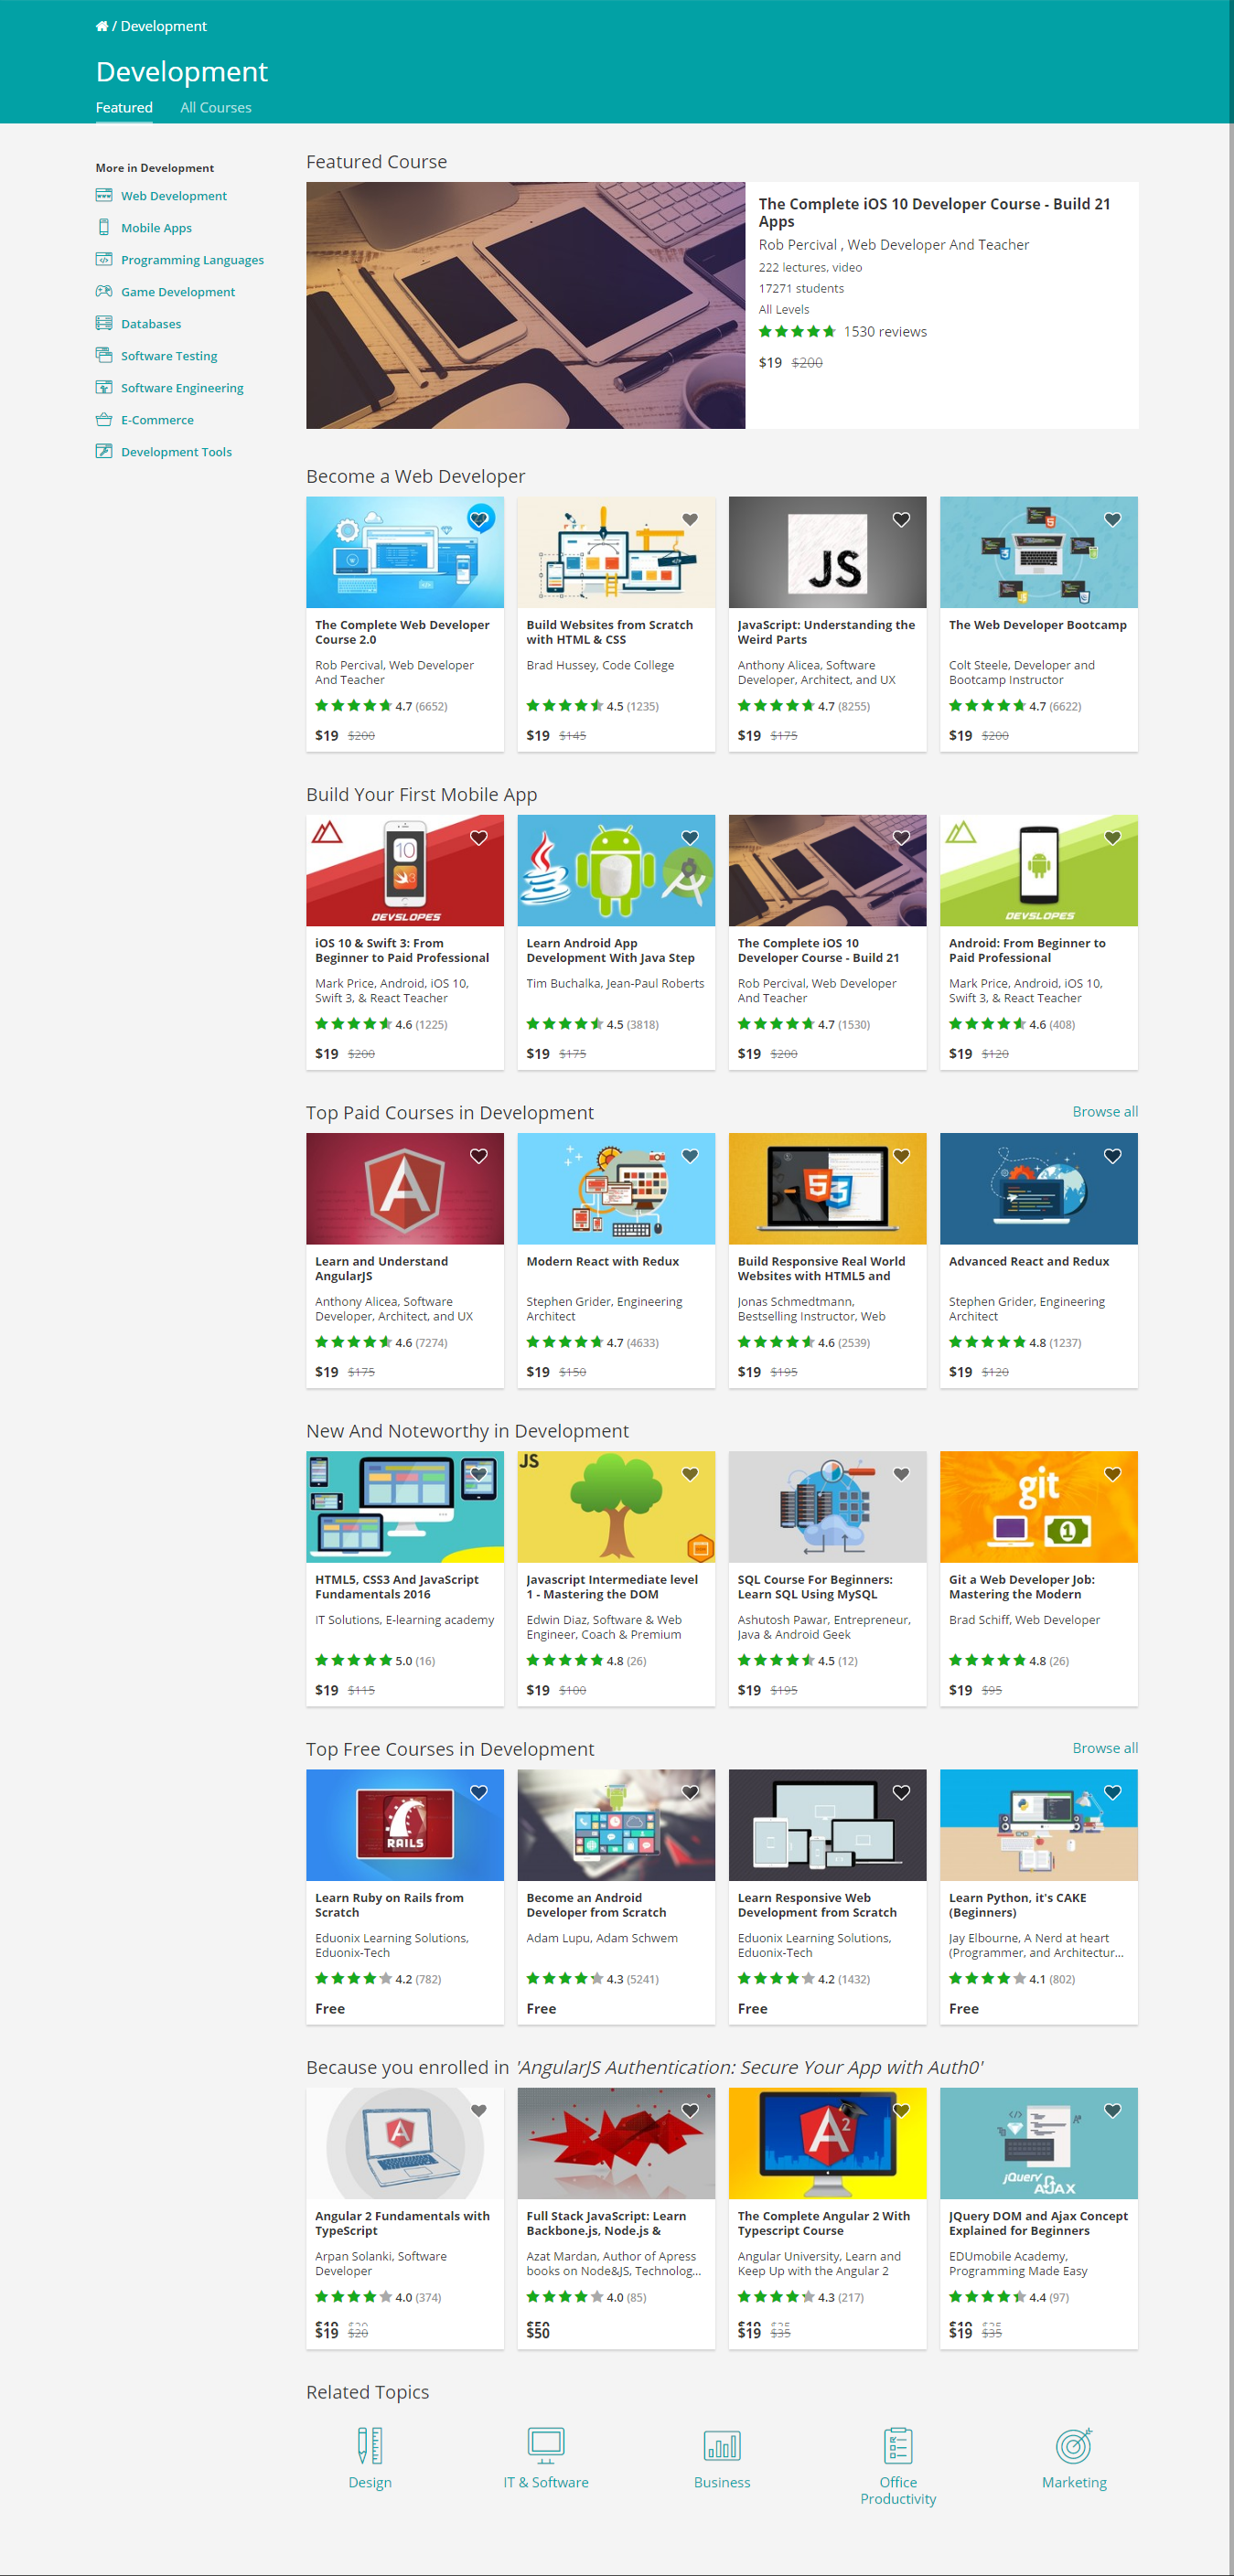 / Development
Development
Featured All Courses
More in Development
Web Development
Mobile Apps
Programming Languages
Game Development
Databases
Software Testing
Software Engineering
E-Commerce
Development Tools
Featured Course
The Complete iOS 10 Developer Course - Build 21
Apps
Rob Percival , Web Developer And Teacher
222 lectures, video
17271 students
All Levels
1530 reviews
$19 $200
Become a Web Developer
JS
The Complete Web Developer
Course 2.0
Rob Percival, Web Developer
And Teacher
4.7 (6652)
$19 $200
Build Websites from Scratch
with HTML & CSS
Brad Hussey, Code College
4.5 (1235)
$19 $145
JavaScript: Understanding the
Weird Parts
Anthony Alicea, Software
Developer, Architect, and UX
4.7 (8255)
$19 $175
The Web Developer Bootcamp
Colt Steele, Developer and
Bootcamp Instructor
4.7 (6622)
$19 $200
Build Your First Mobile App
10
3
DEVSLOPES
DEVSLOPES
iOS 10 & Swift 3: From
Beginner to Paid Professional
Mark Price, Android, iOS 10,
Swift 3, & React Teacher
4.6 (1225)
$19 $200
Learn Android App
Development With Java Step
Tim Buchalka, Jean-Paul Roberts
4.5 (3818)
$19 $175
The Complete iOS 10
Developer Course - Build 21
Rob Percival, Web Developer
And Teacher
4.7 (1530)
$19 $200
Android: From Beginner to
Paid Professional
Mark Price, Android, iOS 10,
Swift 3, & React Teacher
4.6 (408)
$19 $120
Top Paid Courses in Development Browse all
A
5 3
Learn and Understand
AngularJS
Anthony Alicea, Software
Developer, Architect, and UX
4.6 (7274)
$19 $175
Modern React with Redux
Stephen Grider, Engineering
Architect
4.7 (4633)
$19 $150
Build Responsive Real World
Websites with HTML5 and
Jonas Schmedtmann,
Bestselling Instructor, Web
4.6 (2539)
$19 $195
Advanced React and Redux
Stephen Grider, Engineering
Architect
4.8 (1237)
$19 $120
New And Noteworthy in Development
JS
git
1
HTML5, CSS3 And JavaScript
Fundamentals 2016
IT Solutions, E-learning academy
5.0 (16)
$19 $115
Javascript Intermediate level
1 - Mastering the DOM
Edwin Diaz, Software & Web
Engineer, Coach & Premium
4.8 (26)
$19 $100
SQL Course For Beginners:
Learn SQL Using MySQL
Ashutosh Pawar, Entrepreneur,
Java & Android Geek
4.5 (12)
$19 $195
Git a Web Developer Job:
Mastering the Modern
Brad Schiff, Web Developer
4.8 (26)
$19 $95
Top Free Courses in Development Browse all
RAILS
Learn Ruby on Rails from
Scratch
Eduonix Learning Solutions,
Eduonix-Tech
4.2 (782)
Free
Become an Android
Developer from Scratch
Adam Lupu, Adam Schwem
4.3 (5241)
Free
Learn Responsive Web
Development from Scratch
Eduonix Learning Solutions,
Eduonix-Tech
4.2 (1432)
Free
Learn Python, it's CAKE
(Beginners)
Jay Elbourne, A Nerd at heart
(Programmer, and Architectur...
4.1 (802)
Free
Because you enrolled in 'AngularJS Authentication: Secure Your App with Auth0'
A
A 2
jQuery
AJAX
Angular 2 Fundamentals with
TypeScript
Arpan Solanki, Software
Developer
4.0 (374)
$19 $20
Full Stack JavaScript: Learn
Backbone.js, Node.js &
Azat Mardan, Author of Apress
books on Node&JS, Technolog...
4.0 (85)
$50
The Complete Angular 2 With
Typescript Course
Angular University, Learn and
Keep Up with the Angular 2
4.3 (217)
$19 $35
JQuery DOM and Ajax Concept
Explained for Beginners
EDUmobile Academy,
Programming Made Easy
4.4 (97)
$19 $35
Related Topics
Design
IT & Software
Business
Office
Productivity
Marketing